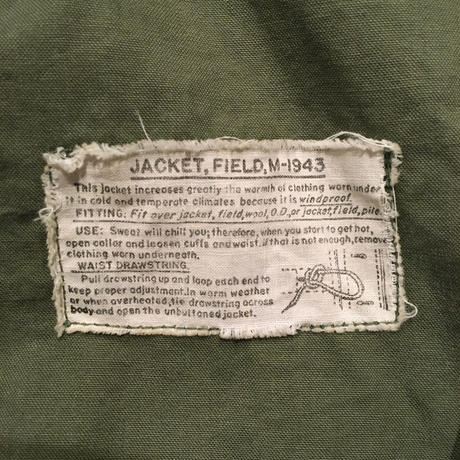 JACKET, FIELD, M-1943
This jacket increases greatly the warmth of clothing worn under
it in cold and temperate climates because it is windproof.
FITTING: Fit over jacket, field, wool, O.D., or jacket, field, pile.
USE: Sweat will chill you; therefore, when you start to get hot,
open collar and loosen cuffs and waist. if that is not enough, remove
clothing worn underneath.
WAIST DRAWSTRING.
Pull drawstring up and loop each end to
keep proper adjustment. In warm weather
or when overheated, tie drawstring across
body and open the unbuttoned jacket.